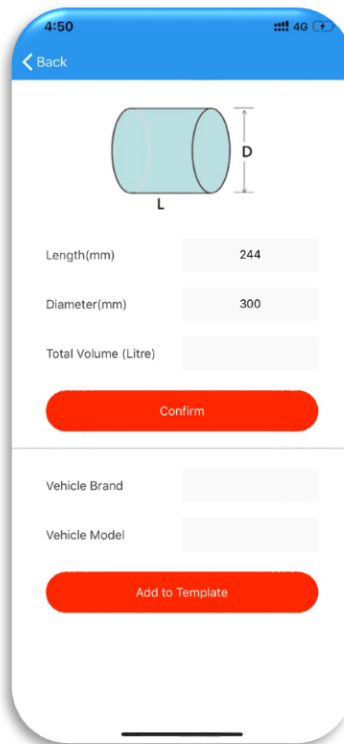 4:50 4G
Back
D
L
Length(mm) 244
Diameter(mm) 300
Total Volume (Litre)
Confirm
Vehicle Brand
Vehicle Model
Add to Template